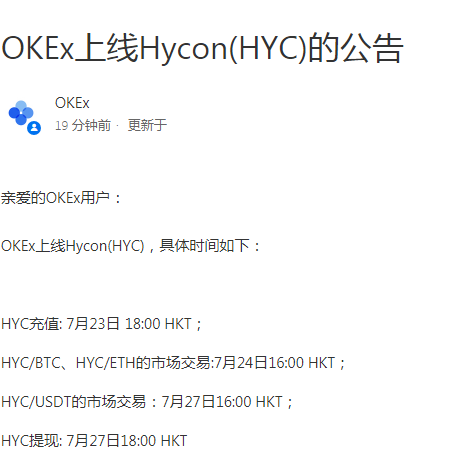 OKEx上线Hycon(HYC)的公告
OKEx
19 分钟前 · 更新于
亲爱的OKEx用户：
OKEx上线Hycon(HYC)，具体时间如下：
HYC充值: 7月23日 18:00 HKT；
HYC/BTC、HYC/ETH的市场交易:7月24日16:00 HKT；
HYC/USDT的市场交易：7月27日16:00 HKT；
HYC提现: 7月27日18:00 HKT